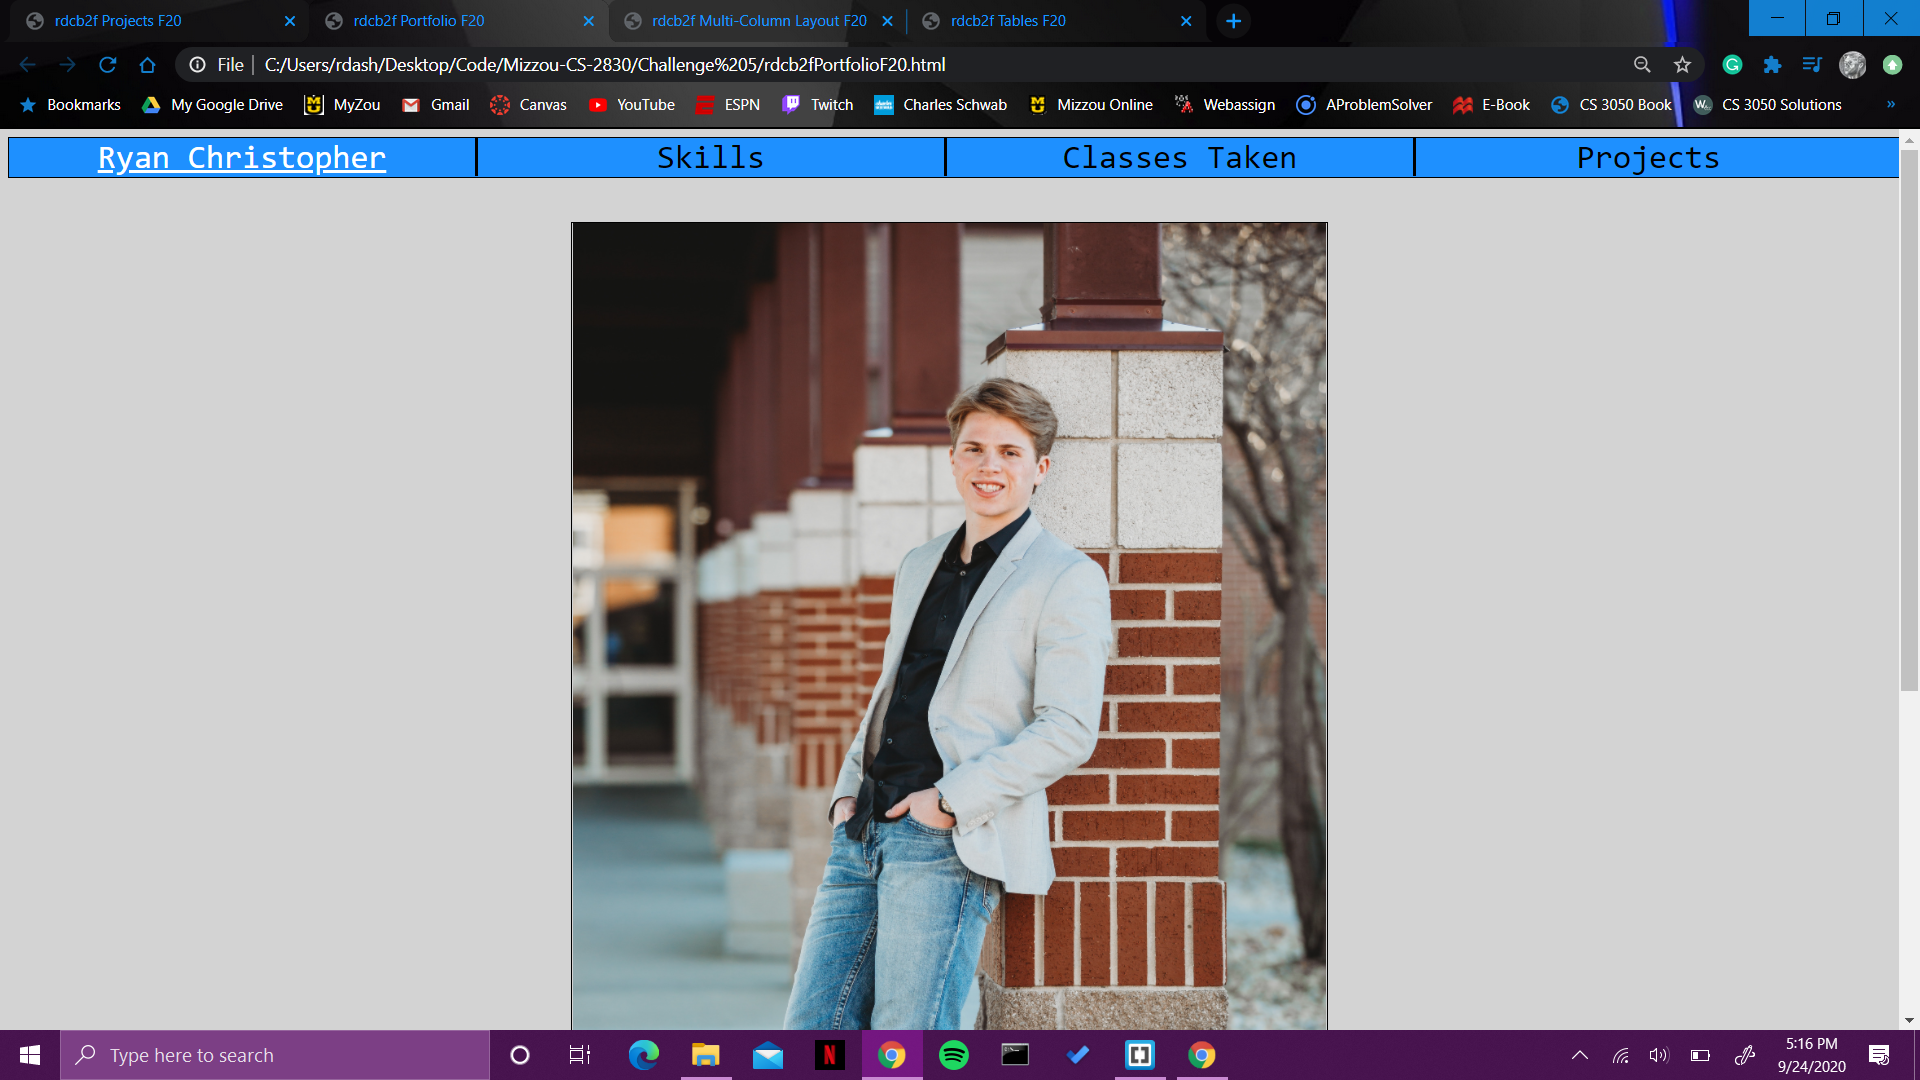 rdcb2f Projects F20
rdcb2f Portfolio F20
rdcb2f Multi-Column Layout F20
rdcb2f Tables F20
File C:/Users/rdash/Desktop/Code/Mizzou-CS-2830/Challenge%205/rdcb2fPortfolioF20.html
Bookmarks My Google Drive MyZou Gmail Canvas YouTube ESPN Twitch Charles Schwab Mizzou Online Webassign AProblemSolver E-Book CS 3050 Book CS 3050 Solutions »
Ryan Christopher Skills Classes Taken Projects
Type here to search
5:16 PM
9/24/2020